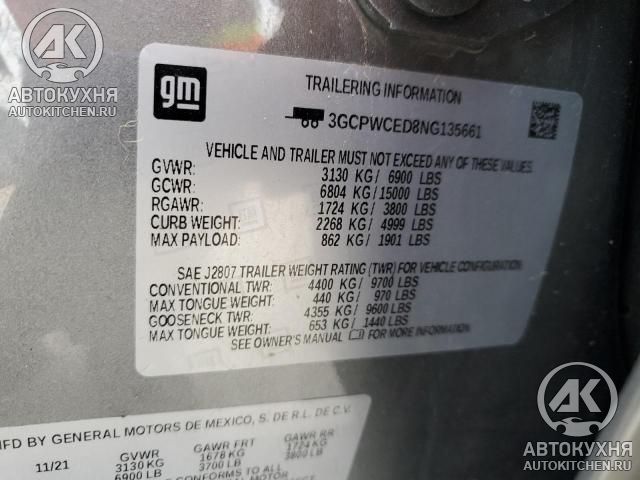 АВТОКУХНЯ
AUTOKITCHEN.RU
gm
TRAILERING INFORMATION
3GCPWCED8NG135661
VEHICLE AND TRAILER MUST NOT EXCEED ANY OF THESE VALUES.
GVWR: 3130 KG/ 6900 LBS
GCWR: 6804 KG/15000 LBS
RGAWR: 1724 KG/ 3800 LBS
CURB WEIGHT: 2268 KG/ 4999 LBS
MAX PAYLOAD: 862 KG/ 1901 LBS
SAE J2807 TRAILER WEIGHT RATING (TWR) FOR VEHICLE CONFIGURATION:
CONVENTIONAL TWR: 4400 KG/ 9700 LBS
MAX TONGUE WEIGHT: 440 KG/ 970 LBS
GOOSENECK TWR: 4355 KG/ 9600 LBS
MAX TONGUE WEIGHT: 653 KG/ 1440 LBS
SEE OWNER'S MANUAL FOR MORE INFORMATION
MFD BY GENERAL MOTORS DE MEXICO, S. DE R.L. DE C.V.
11/21 GVWR GAWR FRT GAWR RR
3130 KG 1678 KG 1724 KG
6900 LB 3700 LB 3800 LB
CONFORMS TO ALL
GENERAL MOTOR
АК
АВТОКУХНЯ
AUTOKITCHEN.RU